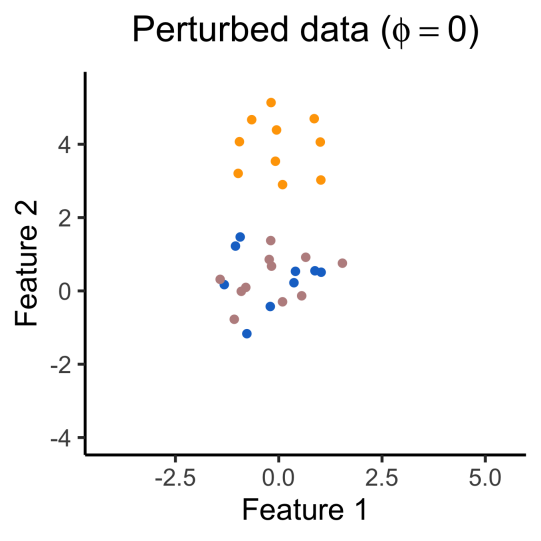 Perturbed data (ϕ = 0)
Feature 2
4
2
0
-2
-4
-2.5 0.0 2.5 5.0
Feature 1